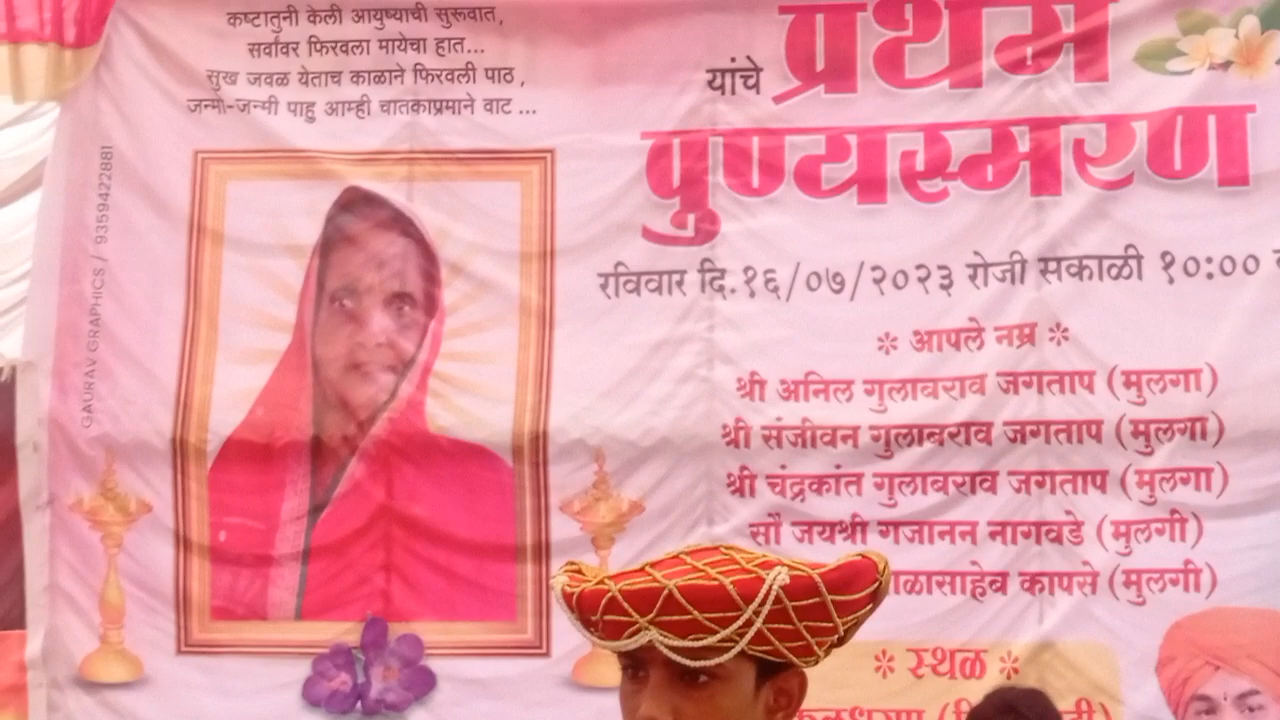 कष्टातुनी केली आयुष्याची सुरूवात,
सर्वांवर फिरवला मायेचा हात...
सुख जवळ येताच काळाने फिरवली पाठ,
जन्मो-जन्मी पाहु आम्ही चातकाप्रमाने वाट ...
GAURAV GRAPHICS / 9359422881
यांचे प्रथम
पुण्यस्मरण
रविवार दि.१६/०७/२०२३ रोजी सकाळी १०:००
* आपले नम्र *
श्री अनिल गुलाबराव जगताप (मुलगा)
श्री संजीवन गुलाबराव जगताप (मुलगा)
श्री चंद्रकांत गुलाबराव जगताप (मुलगा)
सौ जयश्री गजानन नागवडे (मुलगी)
कापसे (मुलगी)
* स्थळ *